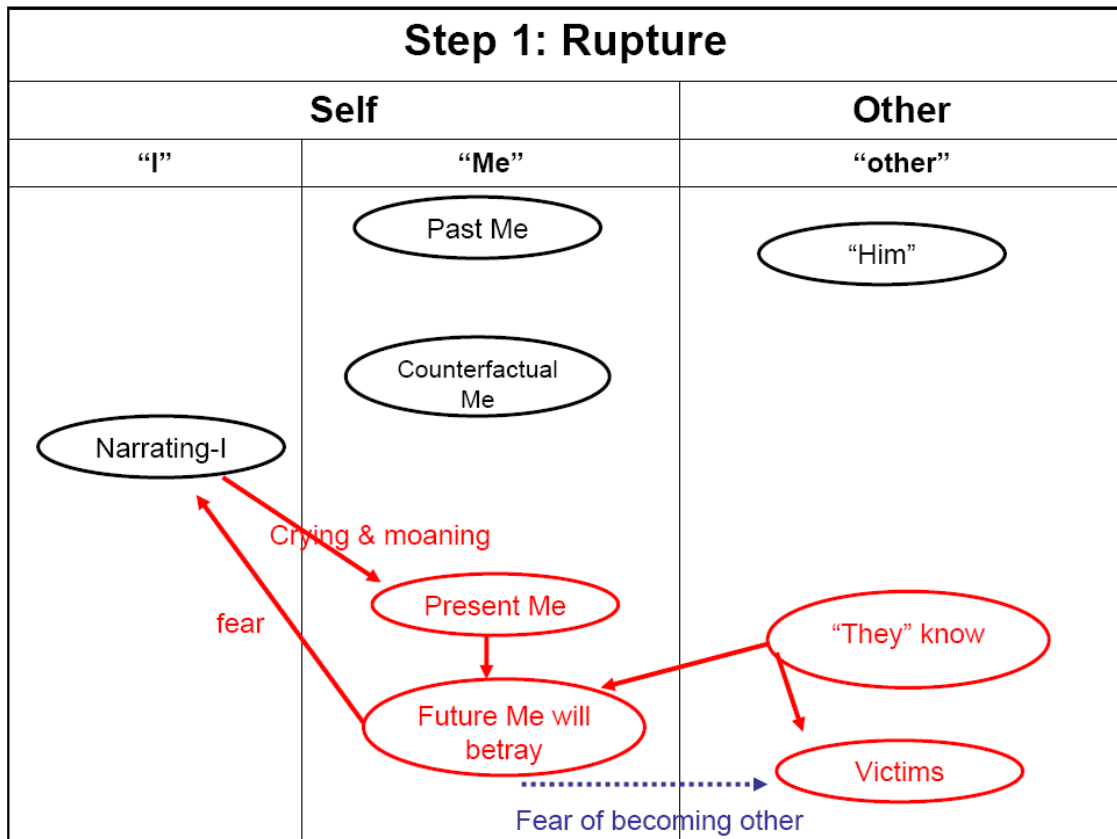 Step 1: Rupture
Self
Other
“I”
“Me”
“other”
Past Me
“Him”
Counterfactual
Me
Narrating-I
Crying & moaning
Present Me
fear
“They” know
Future Me will
betray
Victims
Fear of becoming other